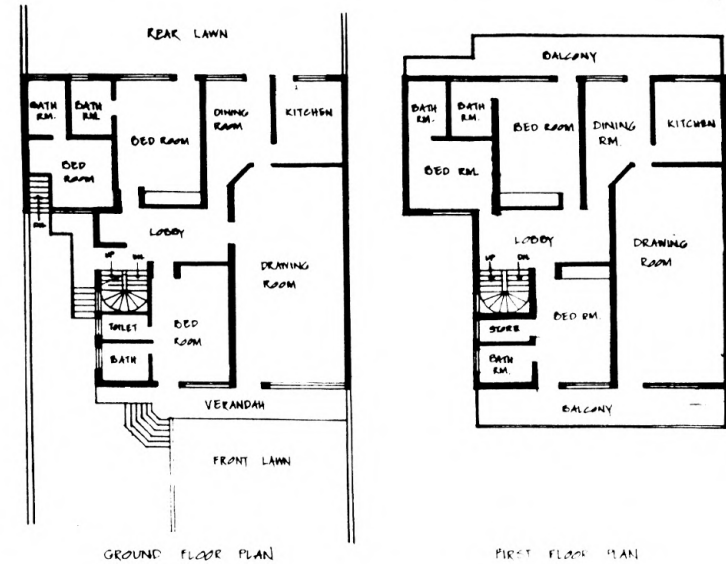 REAR LAWN
BATH
RM.
BATH
RM
BED ROOM
DINING
ROOM
KITCHEN
BED
ROOM
DN.
LOBBY
UP
DN.
DRAWING
ROOM
TOILET
BED
ROOM
BATH
VERANDAH
FRONT LAWN
GROUND FLOOR PLAN
BALCONY
BATH
RM.
BATH
RM.
BED ROOM
DINING
RM.
KITCHEN
BED RM.
LOBBY
UP
DN.
DRAWING
ROOM
STORE
BED RM.
BATH
RM.
BALCONY
FIRST FLOOR PLAN